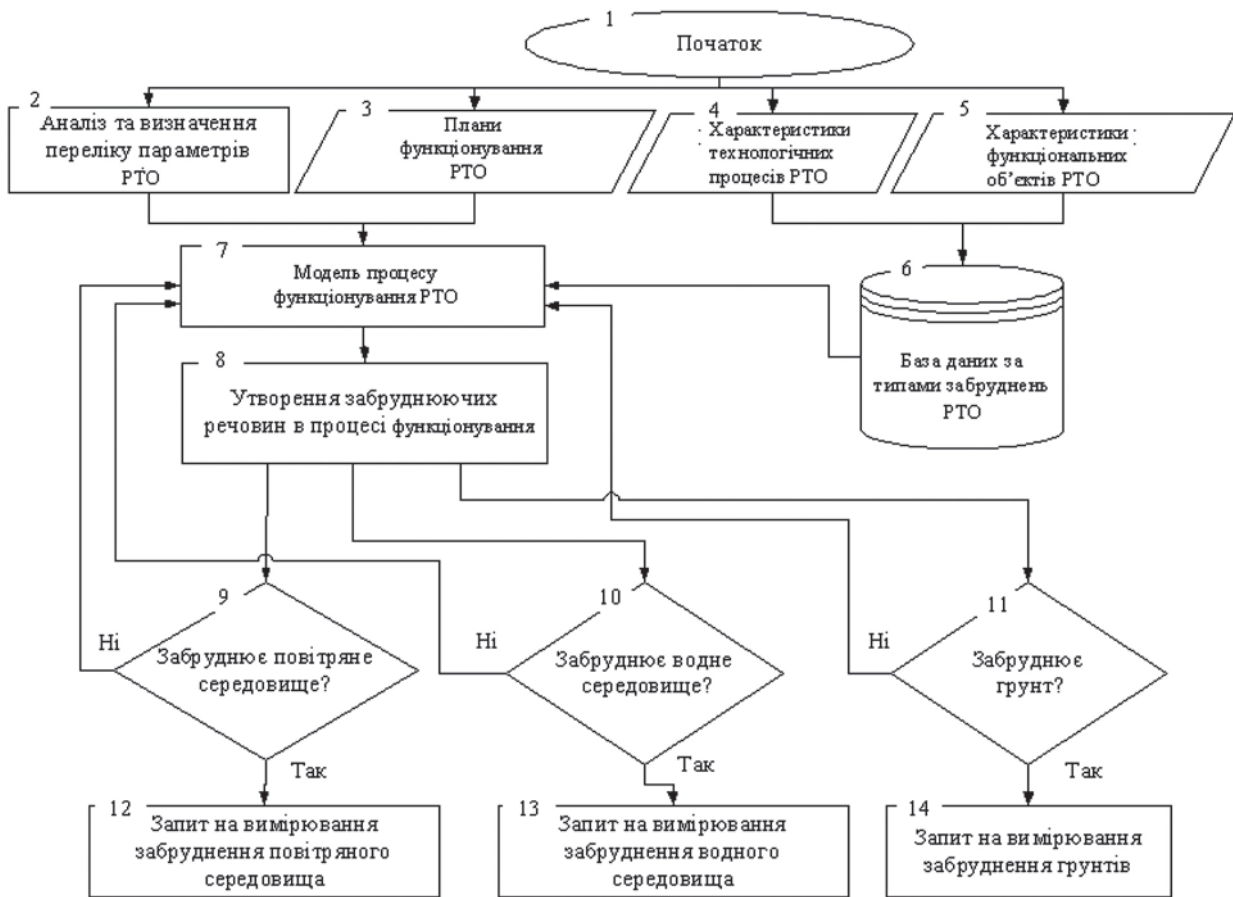 1
Початок
2
Аналіз та визначення
переліку параметрів
РТО
3
Плани
функціонування
РТО
4
: Характеристики
технологічних
процесів РТО
5
Характеристики :
функціональних
об'єктів РТО
7
Модель процесу
функціонування РТО
6
База даних за
типами забруднень
РТО
8
Утворення забруднюючих
речовин в процесі функціонування
9
Ні
Забруднює повітряне
середовище?
Так
10
Ні
Забруднює водне
середовище?
Так
11
Ні
Забруднює
грунт?
Так
12
Запит на вимірювання
забруднення повітряного
середовища
13
Запит на вимірювання
забруднення водного
середовища
14
Запит на вимірювання
забруднення грунтів